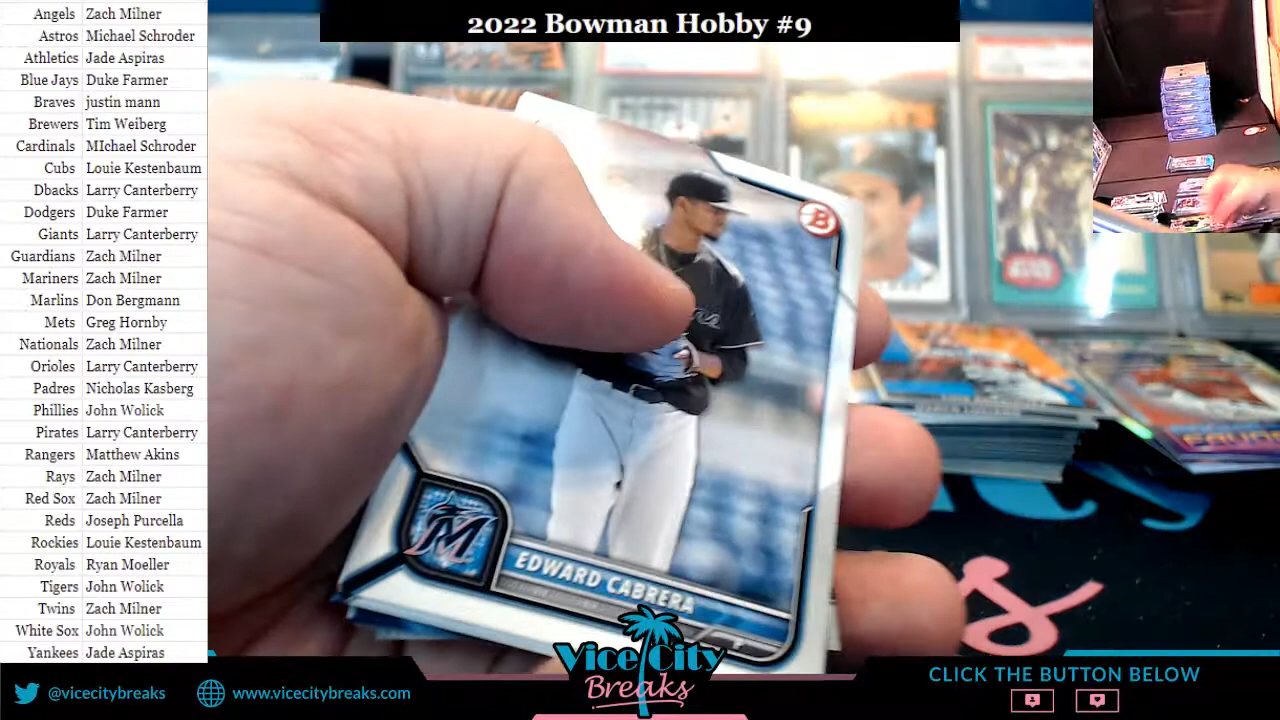 2022 Bowman Hobby #9
Angels Zach Milner
Astros Michael Schroder
Athletics Jade Aspiras
Blue Jays Duke Farmer
Braves justin mann
Brewers Tim Weiberg
Cardinals MIchael Schroder
Cubs Louie Kestenbaum
Dbacks Larry Canterberry
Dodgers Duke Farmer
Giants Larry Canterberry
Guardians Zach Milner
Mariners Zach Milner
Marlins Don Bergmann
Mets Greg Hornby
Nationals Zach Milner
Orioles Larry Canterberry
Padres Nicholas Kasberg
Phillies John Wolick
Pirates Larry Canterberry
Rangers Matthew Akins
Rays Zach Milner
Red Sox Zach Milner
Reds Joseph Purcella
Rockies Louie Kestenbaum
Royals Ryan Moeller
Tigers John Wolick
Twins Zach Milner
White Sox John Wolick
Yankees Jade Aspiras
B
M
EDWARD CABRERA
STAR WARS
Vice City
Breaks
@vicecitybreaks
www.vicecitybreaks.com
CLICK THE BUTTON BELOW